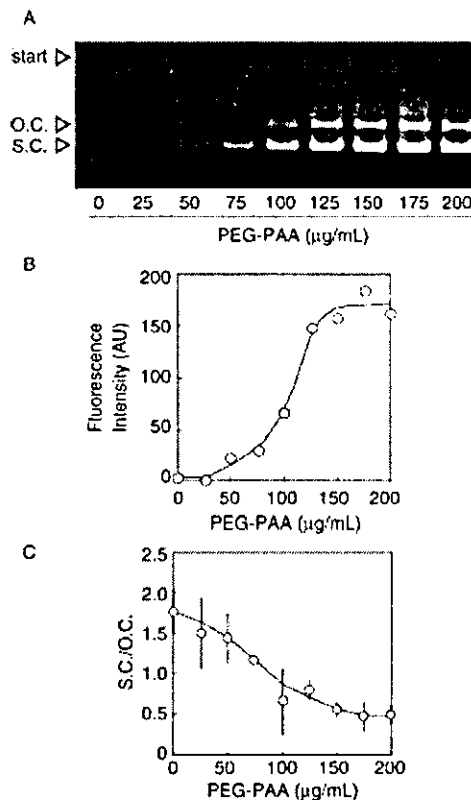 A
start ▷
O.C. ▷
S.C. ▷
0 25 50 75 100 125 150 175 200
PEG-PAA (μg/mL)
B
Fluorescence
Intensity (AU)
200
150
100
50
0
0 50 100 150 200
PEG-PAA (μg/mL)
C
S.C./O.C.
2.5
2.0
1.5
1.0
0.5
0
0 50 100 150 200
PEG-PAA (μg/mL)